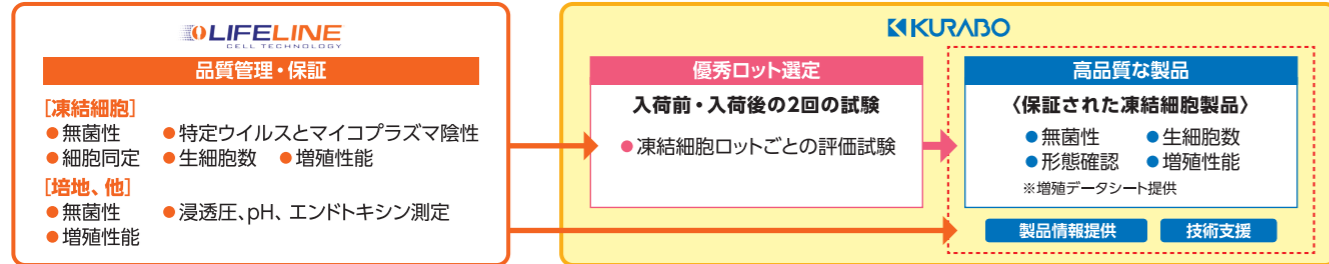 LIFELINE
CELL TECHNOLOGY
品質管理・保証
[凍結細胞]
●無菌性 ●特定ウイルスとマイコプラズマ陰性
●細胞同定 ●生細胞数 ●増殖性能
[培地、他]
●無菌性 ●浸透圧、pH、エンドトキシン測定
●増殖性能
KURABO
優秀ロット選定
入荷前・入荷後の2回の試験
●凍結細胞ロットごとの評価試験
高品質な製品
〈保証された凍結細胞製品〉
●無菌性 ●生細胞数
●形態確認 ●増殖性能
※増殖データシート提供
製品情報提供 技術支援